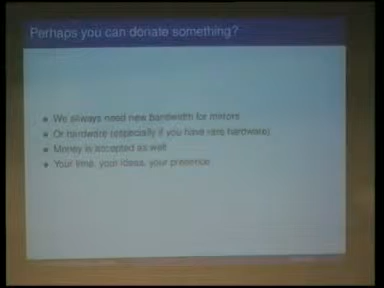 Perhaps you can donate something?
We always need new bandwidth for mirrors
Or hardware (especially if you have rare hardware)
Money is accepted as well
Your time, your ideas, your presence